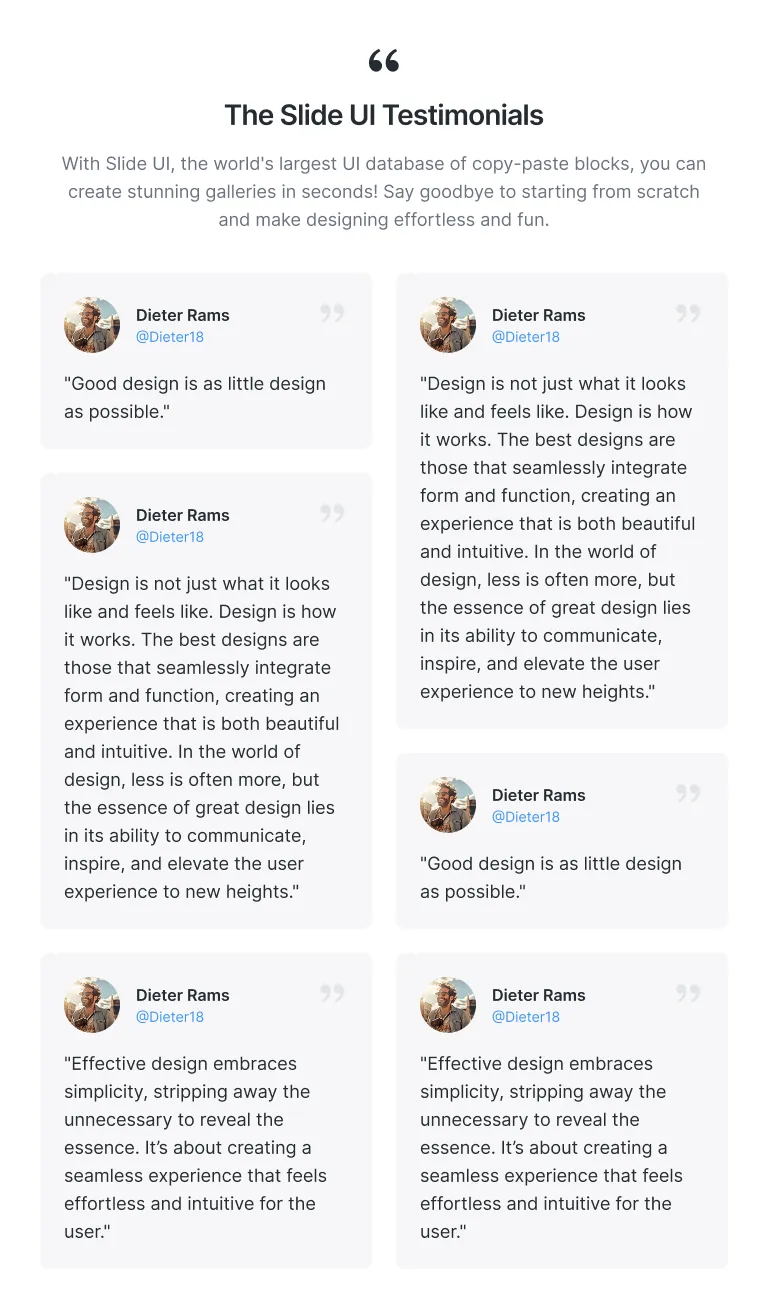 “
The Slide UI Testimonials
With Slide UI, the world's largest UI database of copy-paste blocks, you can
create stunning galleries in seconds! Say goodbye to starting from scratch
and make designing effortless and fun.
Dieter Rams
@Dieter18
”
"Good design is as little design
as possible."
Dieter Rams
@Dieter18
”
"Design is not just what it looks
like and feels like. Design is how
it works. The best designs are
those that seamlessly integrate
form and function, creating an
experience that is both beautiful
and intuitive. In the world of
design, less is often more, but
the essence of great design lies
in its ability to communicate,
inspire, and elevate the user
experience to new heights."
Dieter Rams
@Dieter18
”
"Effective design embraces
simplicity, stripping away the
unnecessary to reveal the
essence. It’s about creating a
seamless experience that feels
effortless and intuitive for the
user."
Dieter Rams
@Dieter18
”
"Design is not just what it looks
like and feels like. Design is how
it works. The best designs are
those that seamlessly integrate
form and function, creating an
experience that is both beautiful
and intuitive. In the world of
design, less is often more, but
the essence of great design lies
in its ability to communicate,
inspire, and elevate the user
experience to new heights."
Dieter Rams
@Dieter18
”
"Good design is as little design
as possible."
Dieter Rams
@Dieter18
”
"Effective design embraces
simplicity, stripping away the
unnecessary to reveal the
essence. It’s about creating a
seamless experience that feels
effortless and intuitive for the
user."